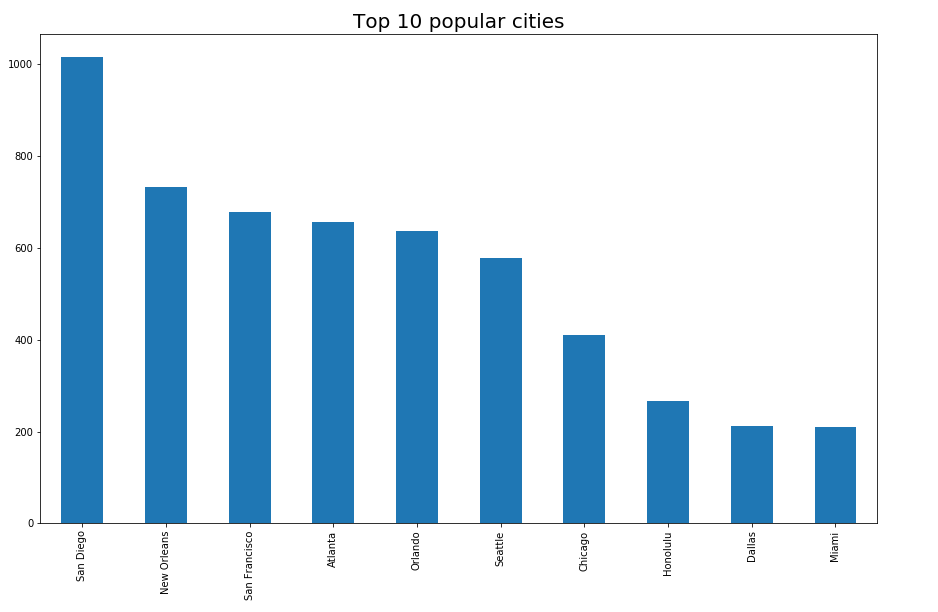 Top 10 popular cities
1000
800
600
400
200
0
San Diego
New Orleans
San Francisco
Atlanta
Orlando
Seattle
Chicago
Honolulu
Dallas
Miami